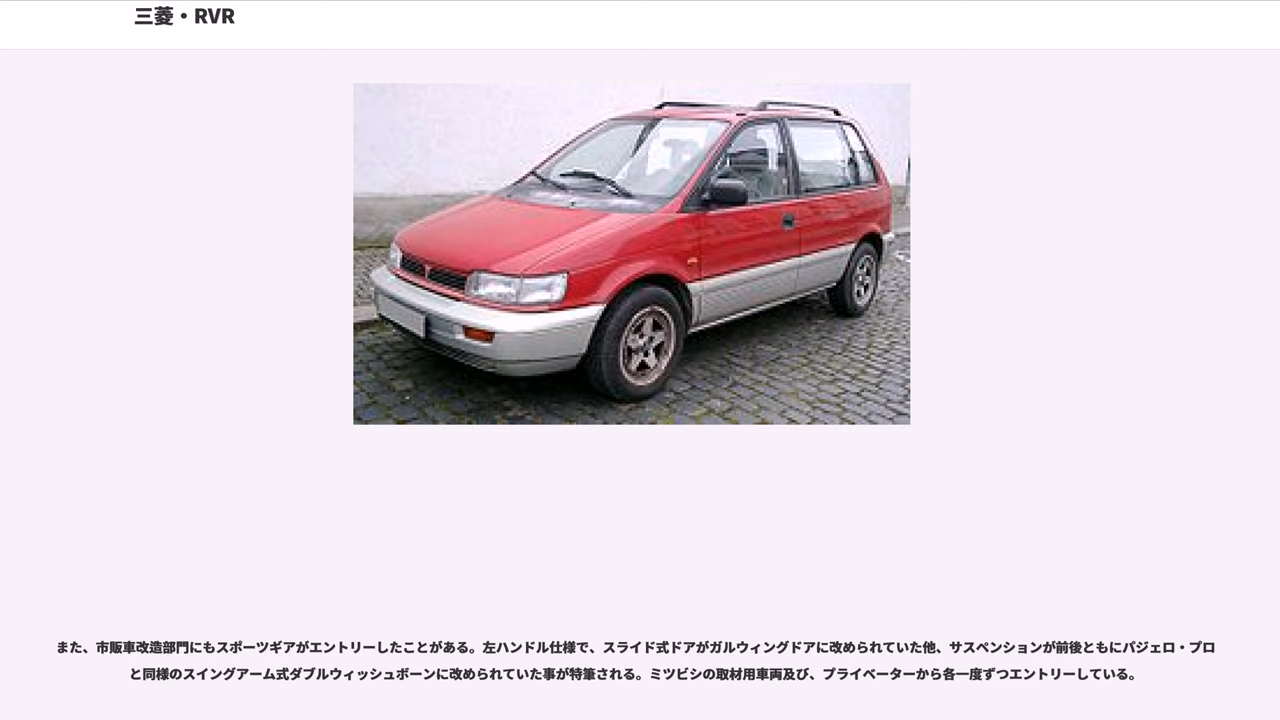 三菱・RVR
また、市販車改造部門にもスポーツギアがエントリーしたことがある。左ハンドル仕様で、スライド式ドアがガルウィングドアに改められていた他、サスペンションが前後ともにパジェロ・プロ
と同様のスイングアーム式ダブルウィッシュボーンに改められていた事が特筆される。ミツビシの取材用車両及び、プライベーターから各一度ずつエントリーしている。